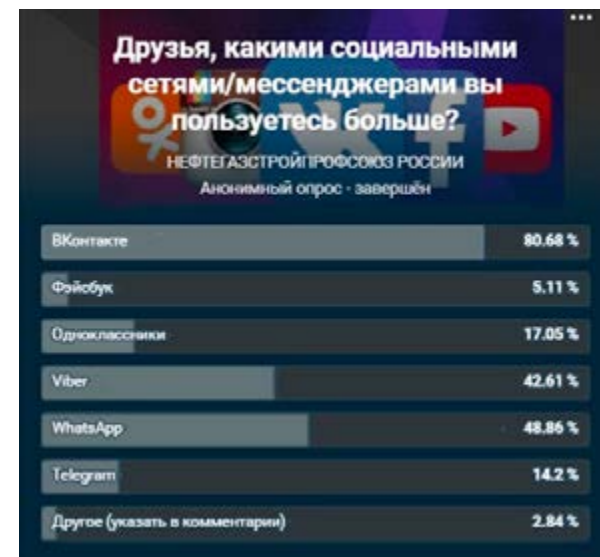 Друзья, какими социальными
сетями/мессенджерами вы
пользуетесь больше?
НЕФТЕГАЗСТРОЙПРОФСОЮЗ РОССИИ
Анонимный опрос · завершён
ВКонтакте 80.68 %
Фэйсбук 5.11 %
Одноклассники 17.05 %
Viber 42.61 %
WhatsApp 48.86 %
Telegram 14.2 %
Другое (указать в комментарии) 2.84 %